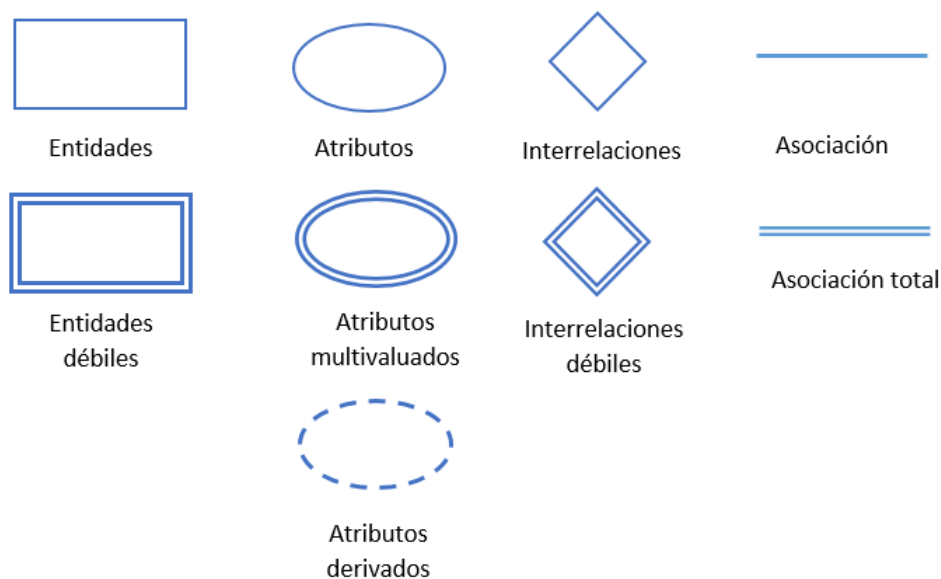 Entidades
Atributos
Interrelaciones
Asociación
Entidades
débiles
Atributos
multivaluados
Interrelaciones
débiles
Asociación total
Atributos
derivados